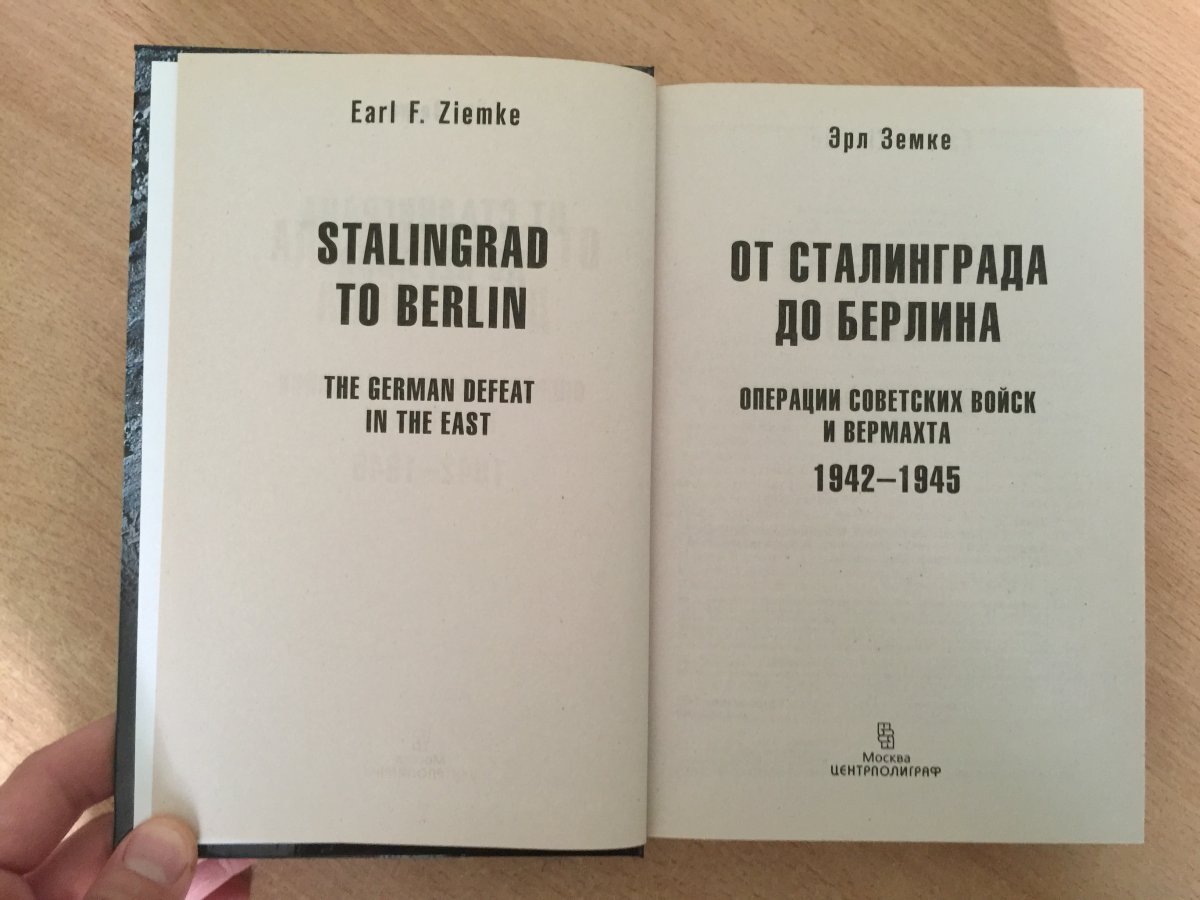 Earl F. Ziemke
STALINGRAD
TO BERLIN
THE GERMAN DEFEAT
IN THE EAST
Эрл Земке
ОТ СТАЛИНГРАДА
ДО БЕРЛИНА
ОПЕРАЦИИ СОВЕТСКИХ ВОЙСК
И ВЕРМАХТА
1942–1945
Москва
ЦЕНТРПОЛИГРАФ